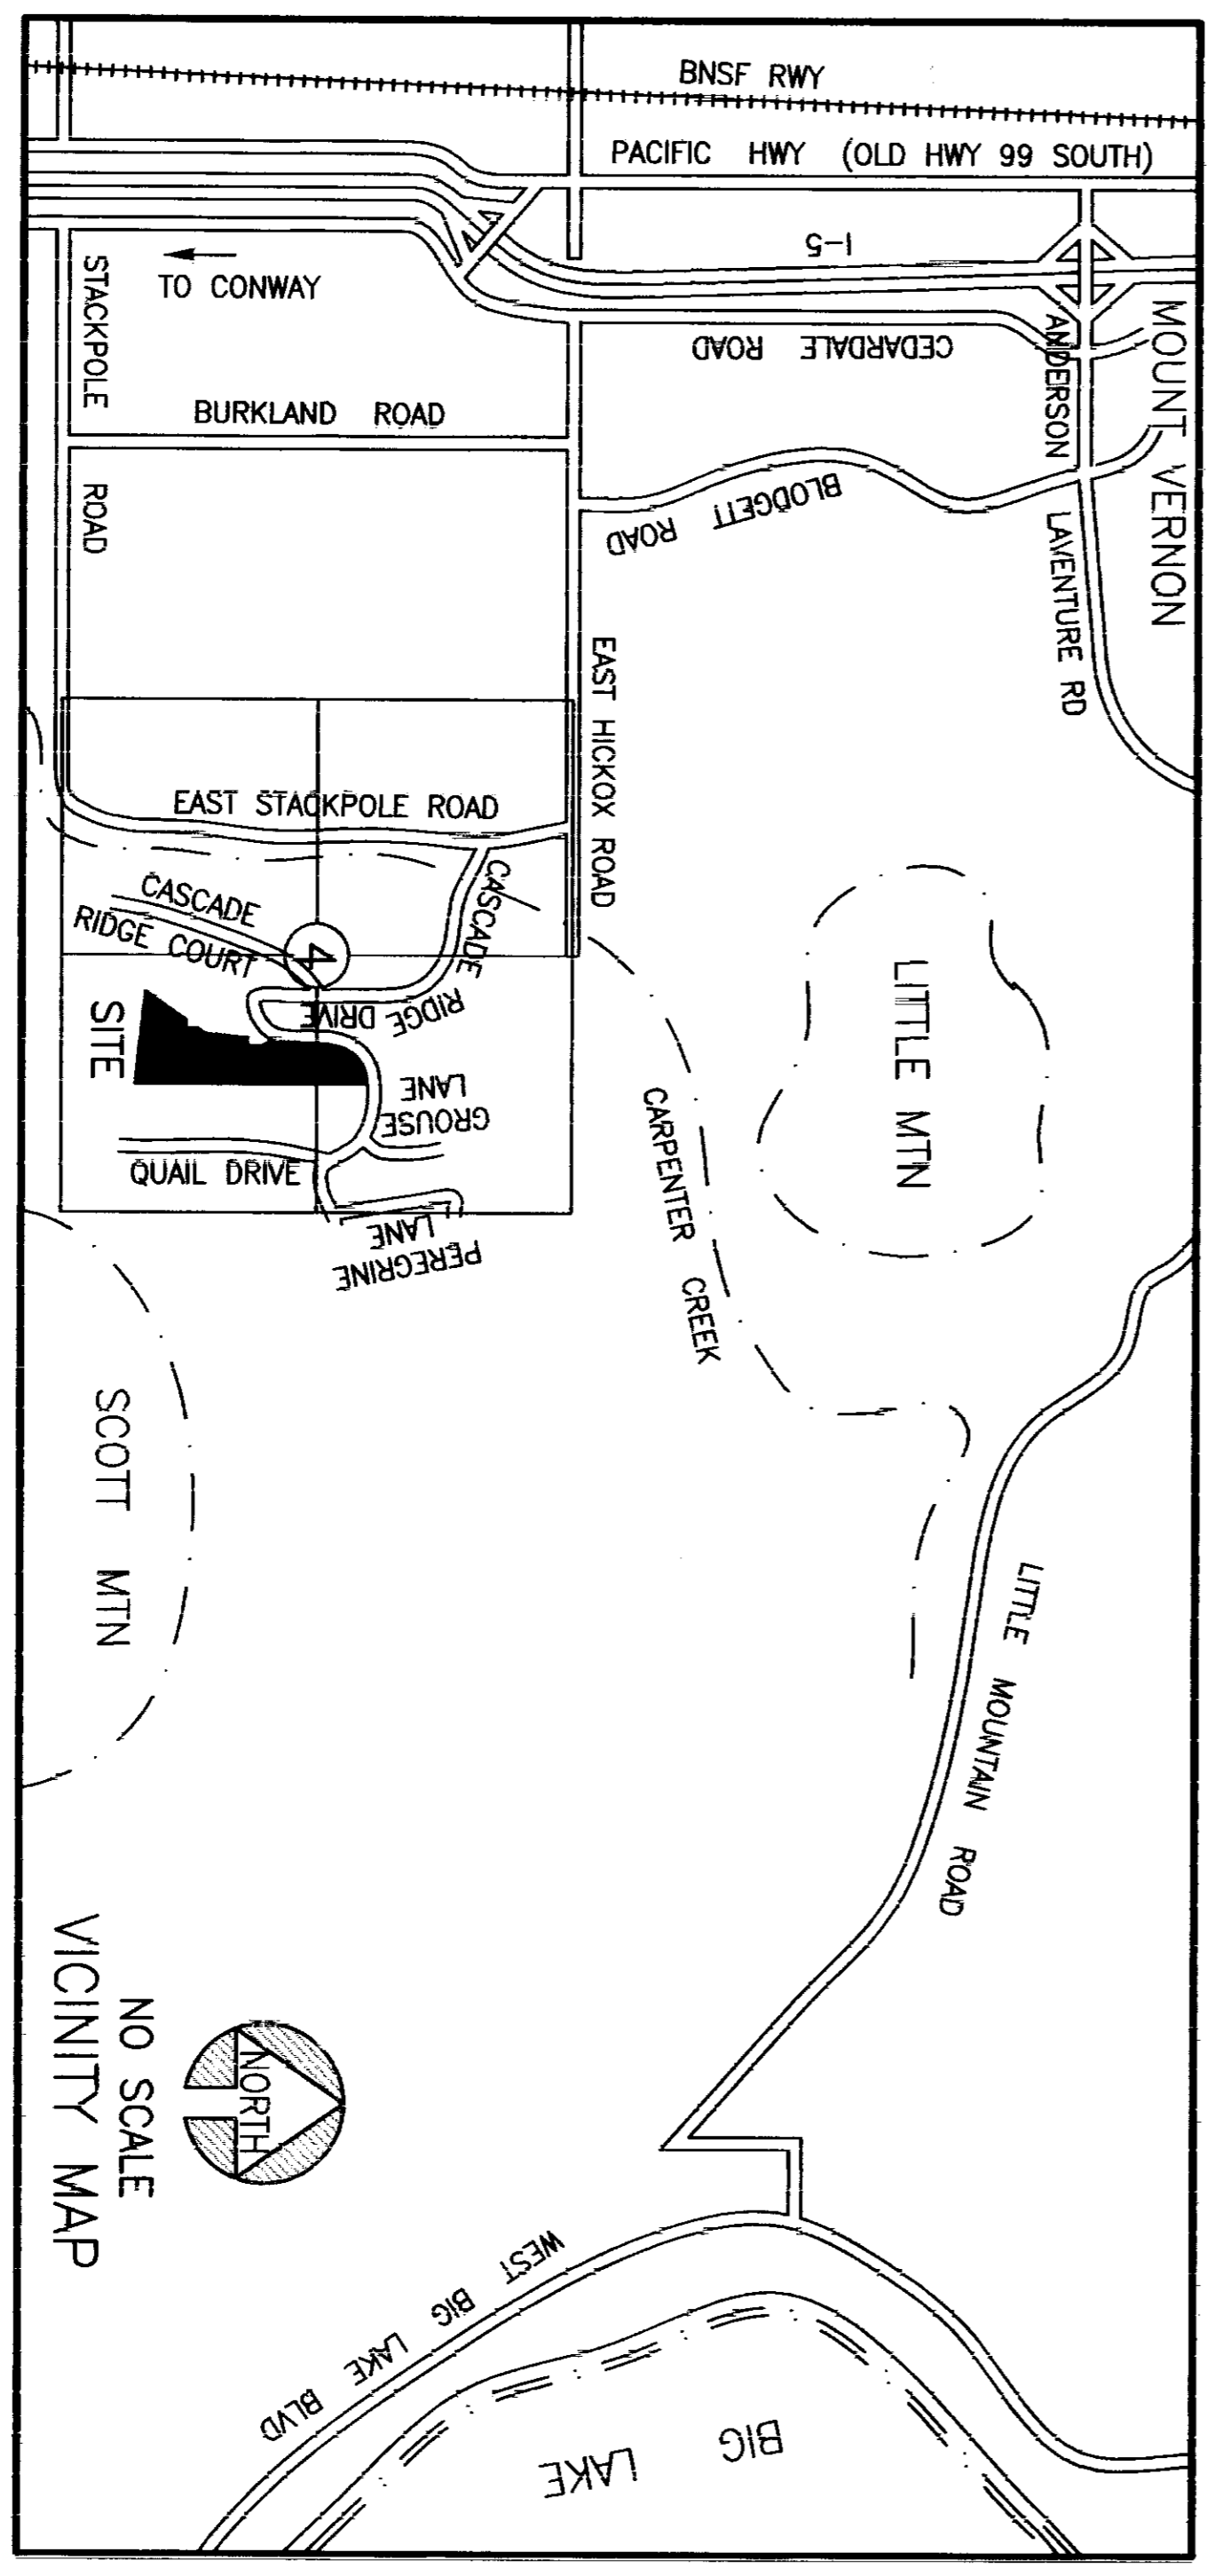 BNSF RWY
PACIFIC HWY (OLD HWY 99 SOUTH)
I-5
TO CONWAY
CEDARDALE ROAD
ANDERSON
LAVENTURE RD
MOUNT VERNON
STACKPOLE ROAD
BURKLAND ROAD
BLODGETT ROAD
EAST HICKOX ROAD
EAST STACKPOLE ROAD
CASCADE
RIDGE COURT
CASCADE RIDGE DRIVE
4
SITE
GROUSE
LANE
QUAIL DRIVE
PEREGRINE
LANE
CARPENTER CREEK
LITTLE MTN
SCOTT MTN
LITTLE MOUNTAIN ROAD
NORTH
NO SCALE
VICINITY MAP
WEST BIG LAKE BLVD
BIG
LAKE